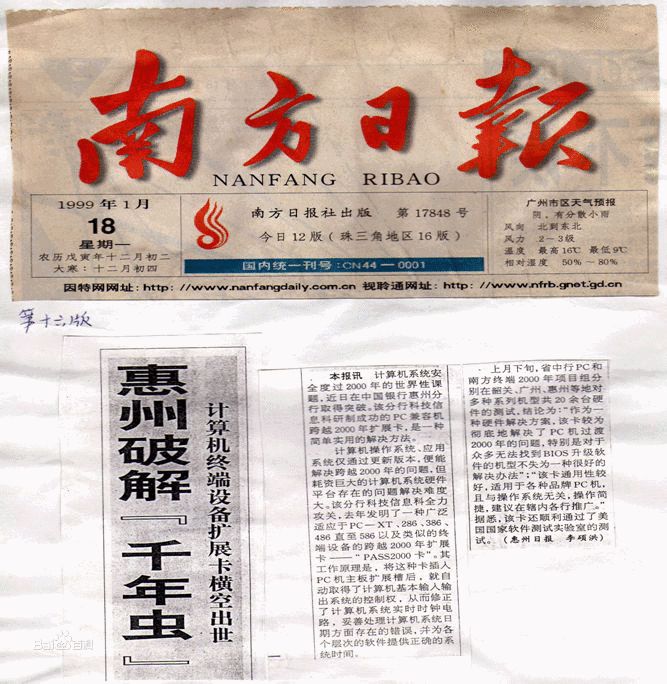 南方日报
NANFANG RIBAO
1999年1月
18
星期一
农历戊寅年十二月初二
大寒:十二月初四
南方日报社出版 第17848号
今日12版(珠三角地区16版)
国内统一刊号:CN44-0001
广州市区天气预报
阴,有分散小雨
风向 北到东北
风力 2-3级
温度 最高16℃ 最低9℃
相对湿度 50%~80%
因特网网址:http://www.nanfangdaily.com.cn 视聆通网址:http://www.nfrb.gnet.gd.cn
惠州破解『千年虫』
计算机终端设备扩展卡横空出世
本报讯 计算机系统安
全度过2000年的世界性课
题,近日在中国银行惠州分
行取得突破。该分行科技信
息科研制成功的PC兼容机
跨越2000年扩展卡,是一种
简单实用的解决方法。
计算机操作系统、应用
系统仅通过更新版本,便能
解决跨越2000年的问题,但
耗资巨大的计算机系统硬件
平台存在的问题解决难度
大。该分行科技信息科全力
攻关,去年发明了一种广泛
适应于PC-XT、286、386、
486直至586以及类似的终
端设备的跨越2000年扩展
卡——“PASS2000卡”。其
工作原理是,将这种卡插入
PC机主板扩展槽后,就自
动取得了计算机基本输入输
出系统的控制权,从而修正
了计算机系统实时时钟电
路,妥善处理计算机系统日
期方面存在的错误,并为各
个层次的软件提供正确的系
统时间。
上月下旬,省中行PC和
南方终端2000年项目组分
别在韶关、广州、惠州等地对
多种系列机型共20余台硬
件的测试,结论为:“作为一
种硬件解决方案,该卡较为
彻底地解决了PC机过渡
2000年的问题,特别是对于
众多无法找到BIOS升级软
件的机型不失为一种很好的
解决办法”;“该卡通用性较
好,适用于各种品牌PC机,
且与操作系统无关,操作简
捷,建议在辖内各行推广。”
据悉,该卡还顺利通过了美
国国家软件测试实验室的测
试。(惠州日报 李硕洪)
Bai百科